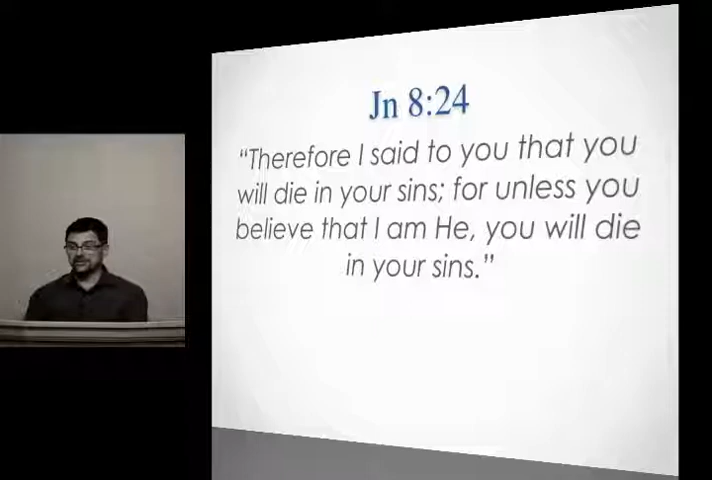 Jn 8:24
“Therefore I said to you that you
will die in your sins; for unless you
believe that I am He, you will die
in your sins.”